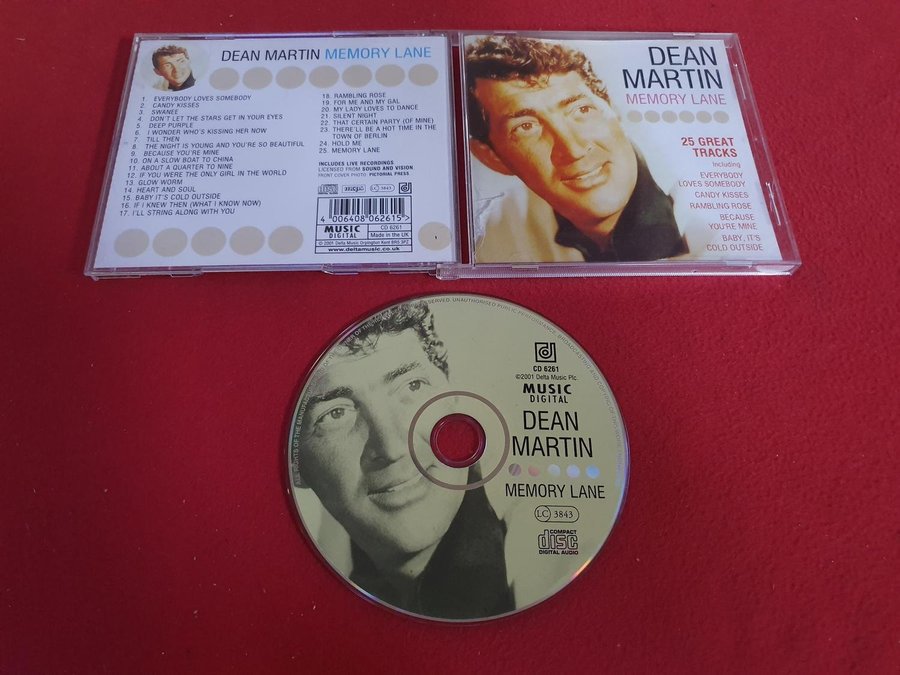 DEAN MARTIN MEMORY LANE
1. EVERYBODY LOVES SOMEBODY
2. CANDY KISSES
3. SWANEE
4. DON'T LET THE STARS GET IN YOUR EYES
5. DEEP PURPLE
6. I WONDER WHO'S KISSING HER NOW
7. TILL THEN
8. THE NIGHT IS YOUNG AND YOU'RE SO BEAUTIFUL
9. BECAUSE YOU'RE MINE
10. ON A SLOW BOAT TO CHINA
11. ABOUT A QUARTER TO NINE
12. IF YOU WERE THE ONLY GIRL IN THE WORLD
13. GLOW WORM
14. HEART AND SOUL
15. BABY IT'S COLD OUTSIDE
16. IF I KNEW THEN (WHAT I KNOW NOW)
17. I'LL STRING ALONG WITH YOU
18. RAMBLING ROSE
19. FOR ME AND MY GAL
20. MY LADY LOVES TO DANCE
21. SILENT NIGHT
22. THAT CERTAIN PARTY (OF MINE)
23. THERE'LL BE A HOT TIME IN THE
TOWN OF BERLIN
24. HOLD ME
25. MEMORY LANE
INCLUDES LIVE RECORDINGS
LICENSED FROM SOUND AND VISION
FRONT COVER PHOTO: PICTORIAL PRESS
mcps
LC 3843
4 006408 062615
MUSIC
DIGITAL
CD 6261
Made in the UK
© 2001 Delta Music Orpington Kent BR5 3PZ
www.deltamusic.co.uk
DEAN
MARTIN
MEMORY LANE
25 GREAT
TRACKS
Including
EVERYBODY
LOVES SOMEBODY
CANDY KISSES
RAMBLING ROSE
BECAUSE
YOU'RE MINE
BABY, IT'S
COLD OUTSIDE
CD 6261
©2001 Delta Music Plc.
MUSIC
DIGITAL
DEAN
MARTIN
MEMORY LANE
LC 3843
COMPACT
disc
DIGITAL AUDIO